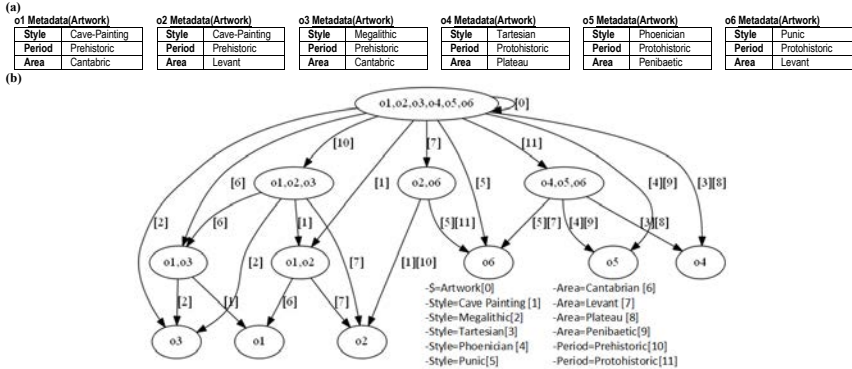 (a)
o1 Metadata(Artwork) o2 Metadata(Artwork) o3 Metadata(Artwork) o4 Metadata(Artwork) o5 Metadata(Artwork) o6 Metadata(Artwork)
Style Cave-Painting Style Cave-Painting Style Megalithic Style Tartesian Style Phoenician Style Punic
Period Prehistoric Period Prehistoric Period Prehistoric Period Protohistoric Period Protohistoric Period Protohistoric
Area Cantabric Area Levant Area Cantabric Area Plateau Area Penibaetic Area Levant
(b)
o1,o2,o3,o4,o5,o6 [0]
[10] [7] [11]
[6] [1] [5] [4][9] [3][8]
o1,o2,o3 o2,o6 o4,o5,o6
[2] [6] [1] [5][11] [5][7] [4][9] [3][8]
o1,o3 [2] o1,o2 [7] [1][10] o6 o5 o4
[2] [1] [6] [7]
o3 o1 o2
-$=Artwork[0] -Area=Cantabrian [6]
-Style=Cave Painting [1] -Area=Levant [7]
-Style=Megalithic[2] -Area=Plateau [8]
-Style=Tartesian[3] -Area=Penibaetic[9]
-Style=Phoenician [4] -Period=Prehistoric[10]
-Style=Punic[5] -Period=Protohistoric[11]